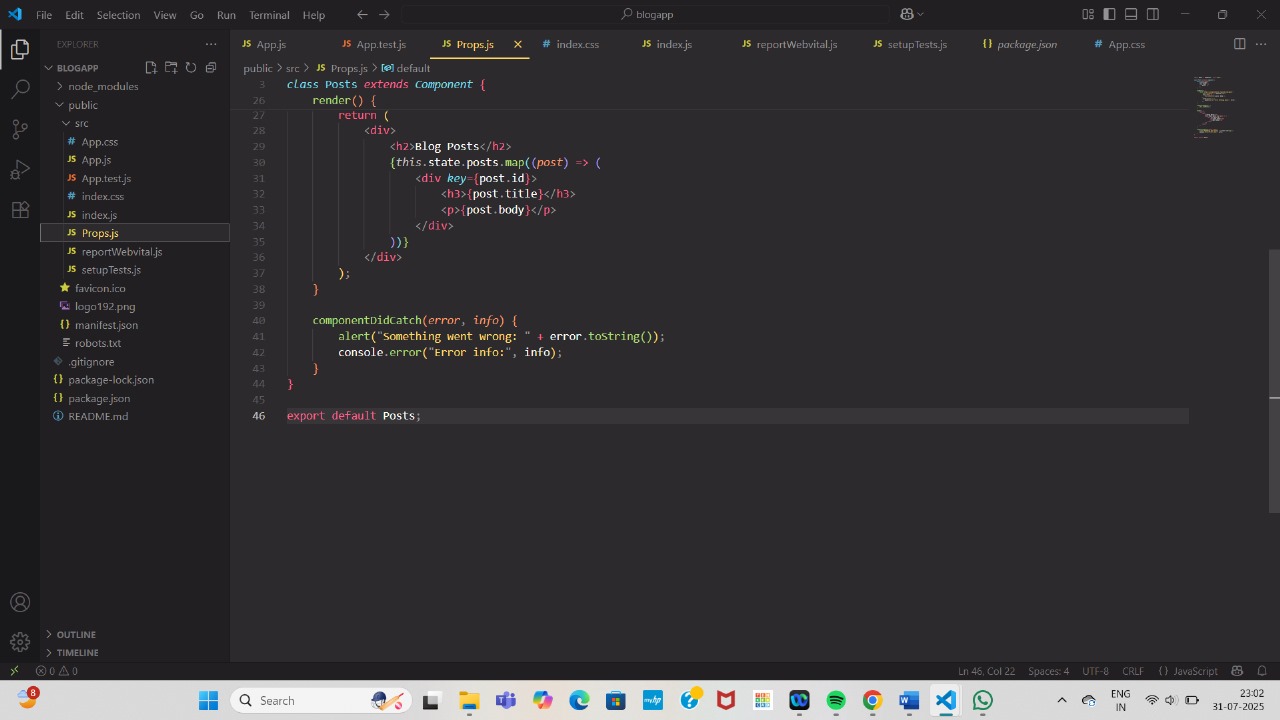 File Edit Selection View Go Run Terminal Help
blogapp
EXPLORER
BLOGAPP
node_modules
public
src
App.css
App.js
App.test.js
index.css
index.js
Props.js
reportWebvital.js
setupTests.js
favicon.ico
logo192.png
manifest.json
robots.txt
.gitignore
package-lock.json
package.json
README.md
OUTLINE
TIMELINE
App.js App.test.js Props.js index.css index.js reportWebvital.js setupTests.js package.json App.css
public > src > Props.js > default
3 class Posts extends Component {
26 render() {
27 return (
28 <div>
29 <h2>Blog Posts</h2>
30 {this.state.posts.map((post) => (
31 <div key={post.id}>
32 <h3>{post.title}</h3>
33 <p>{post.body}</p>
34 </div>
35 ))}
36 </div>
37 );
38 }
39
40 componentDidCatch(error, info) {
41 alert("Something went wrong: " + error.toString());
42 console.error("Error info:", info);
43 }
44 }
45
46 export default Posts;
0 0 Ln 46, Col 22 Spaces: 4 UTF-8 CRLF {} JavaScript
8 Search ENG 23:02
IN 31-07-2025